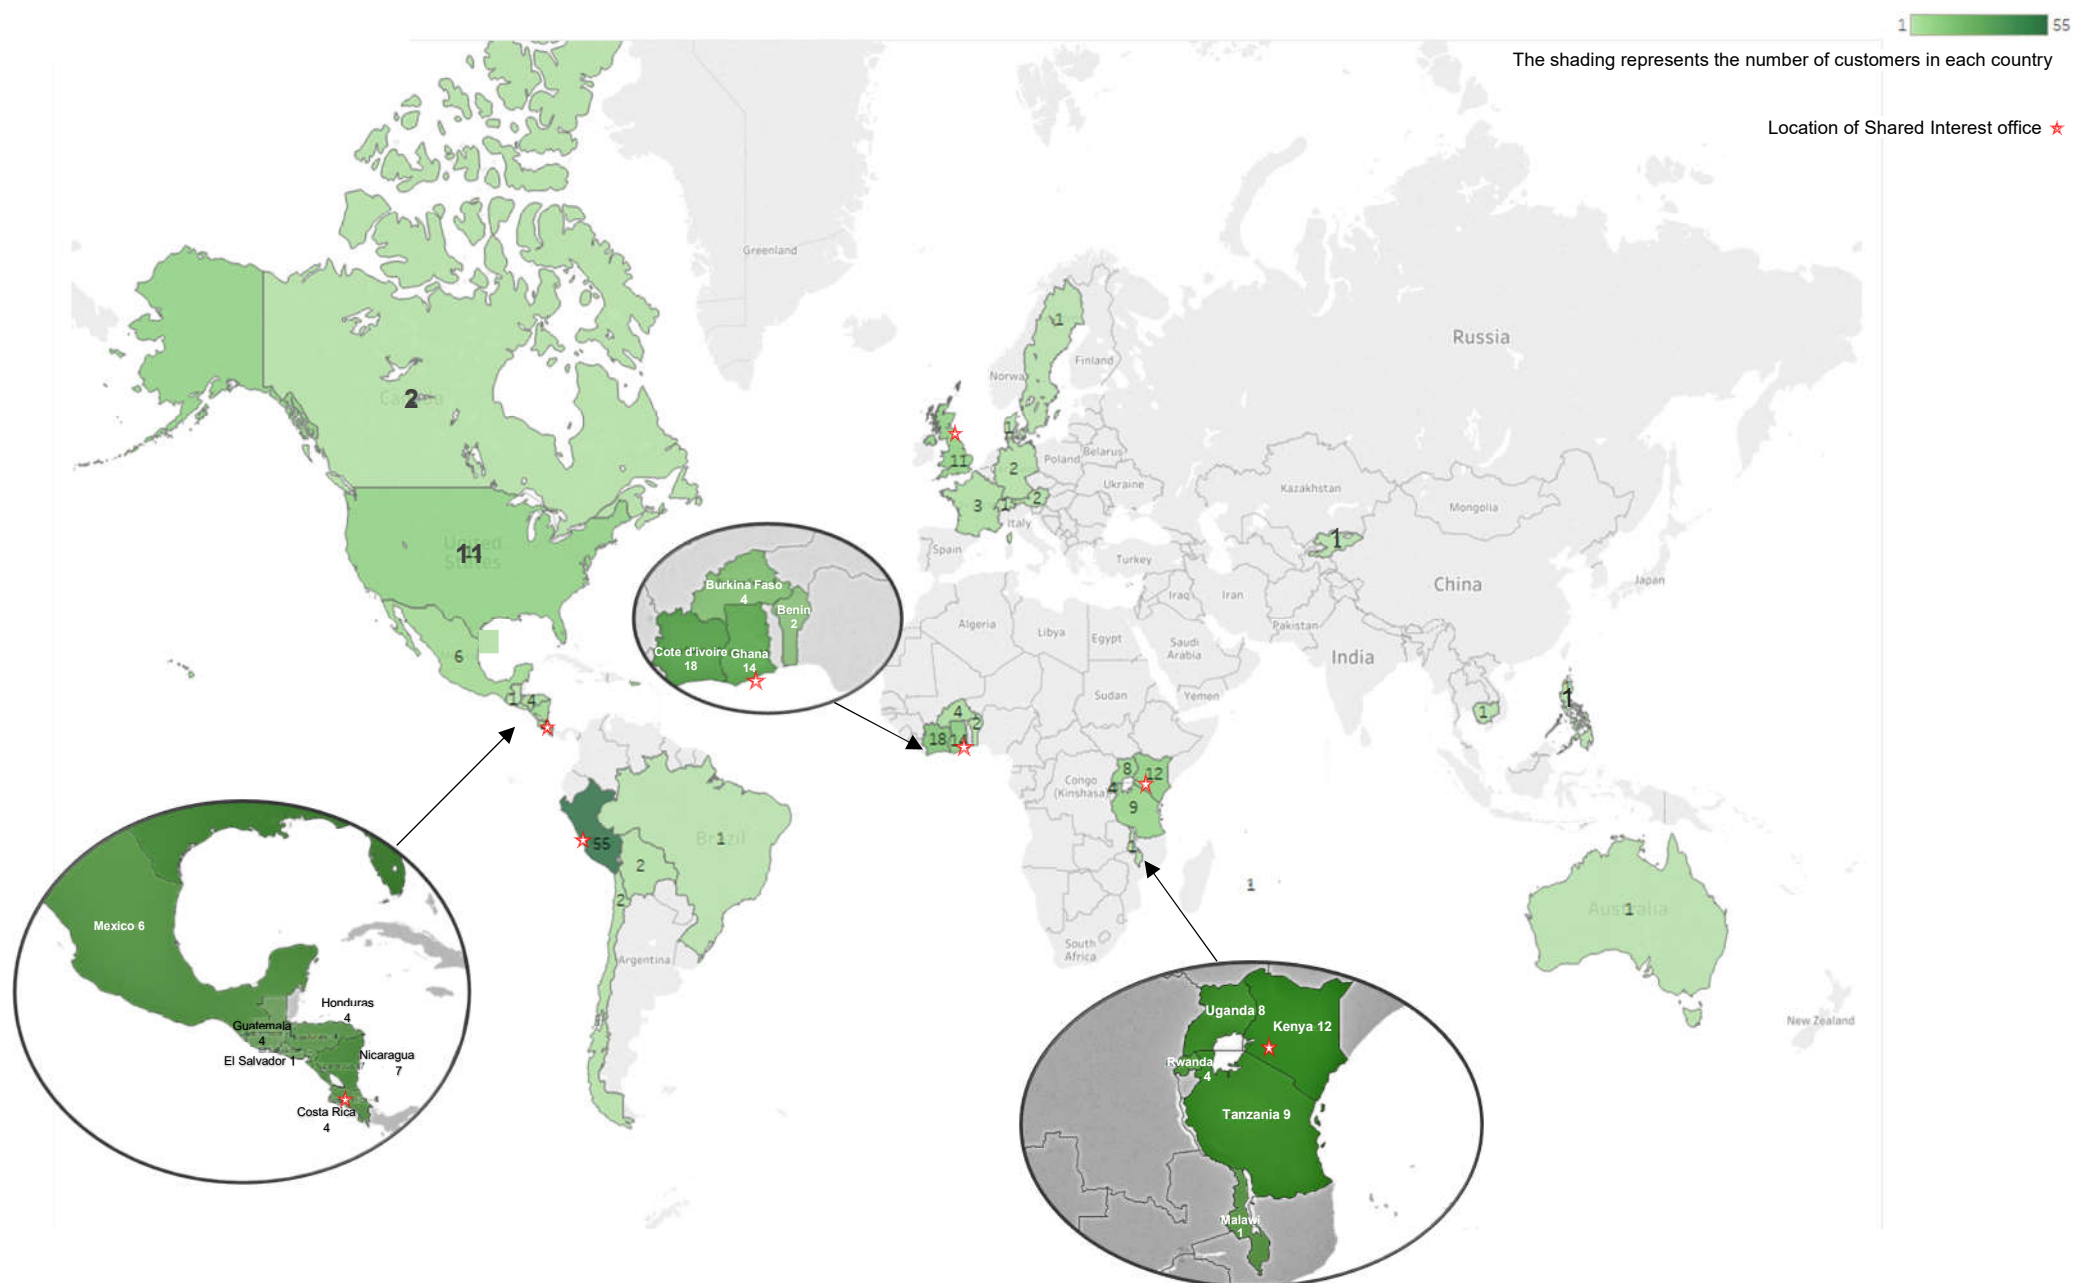 1 55
The shading represents the number of customers in each country
Location of Shared Interest office
Greenland
Russia
1
Finland
Norway
2
Canada
1
11
2
Poland
Belarus
Ukraine
3
1
2
Italy
Kazakhstan
Mongolia
United
States
11
1
Spain
Turkey
China
Japan
Iraq
Iran
Pakistan
India
Algeria
Libya
Egypt
Saudi
Arabia
Burkina Faso
4
Benin
2
Cote d'ivoire
18
Ghana
14
6
1
4
Sudan
Yemen
4
2
18
14
1
1
Congo
(Kinshasa)
8
12
4
9
1
55
Brazil
1
2
2
1
Australia
1
Argentina
South
Africa
New Zealand
Mexico 6
Honduras
4
Guatemala
4
El Salvador 1
Nicaragua
7
Costa Rica
4
Uganda 8
Kenya 12
Rwanda
4
Tanzania 9
Malawi
1